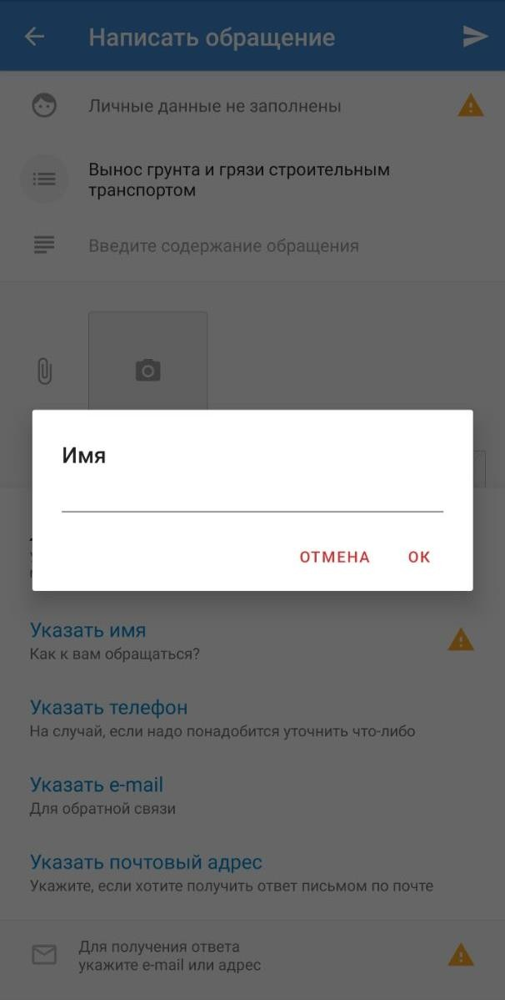 Написать обращение
Личные данные не заполнены
Вынос грунта и грязи строительным
транспортом
Введите содержание обращения
Имя
ОТМЕНА
ОК
Указать имя
Как к вам обращаться?
Указать телефон
На случай, если надо понадобится уточнить что-либо
Указать e-mail
Для обратной связи
Указать почтовый адрес
Укажите, если хотите получить ответ письмом по почте
Для получения ответа
укажите e-mail или адрес